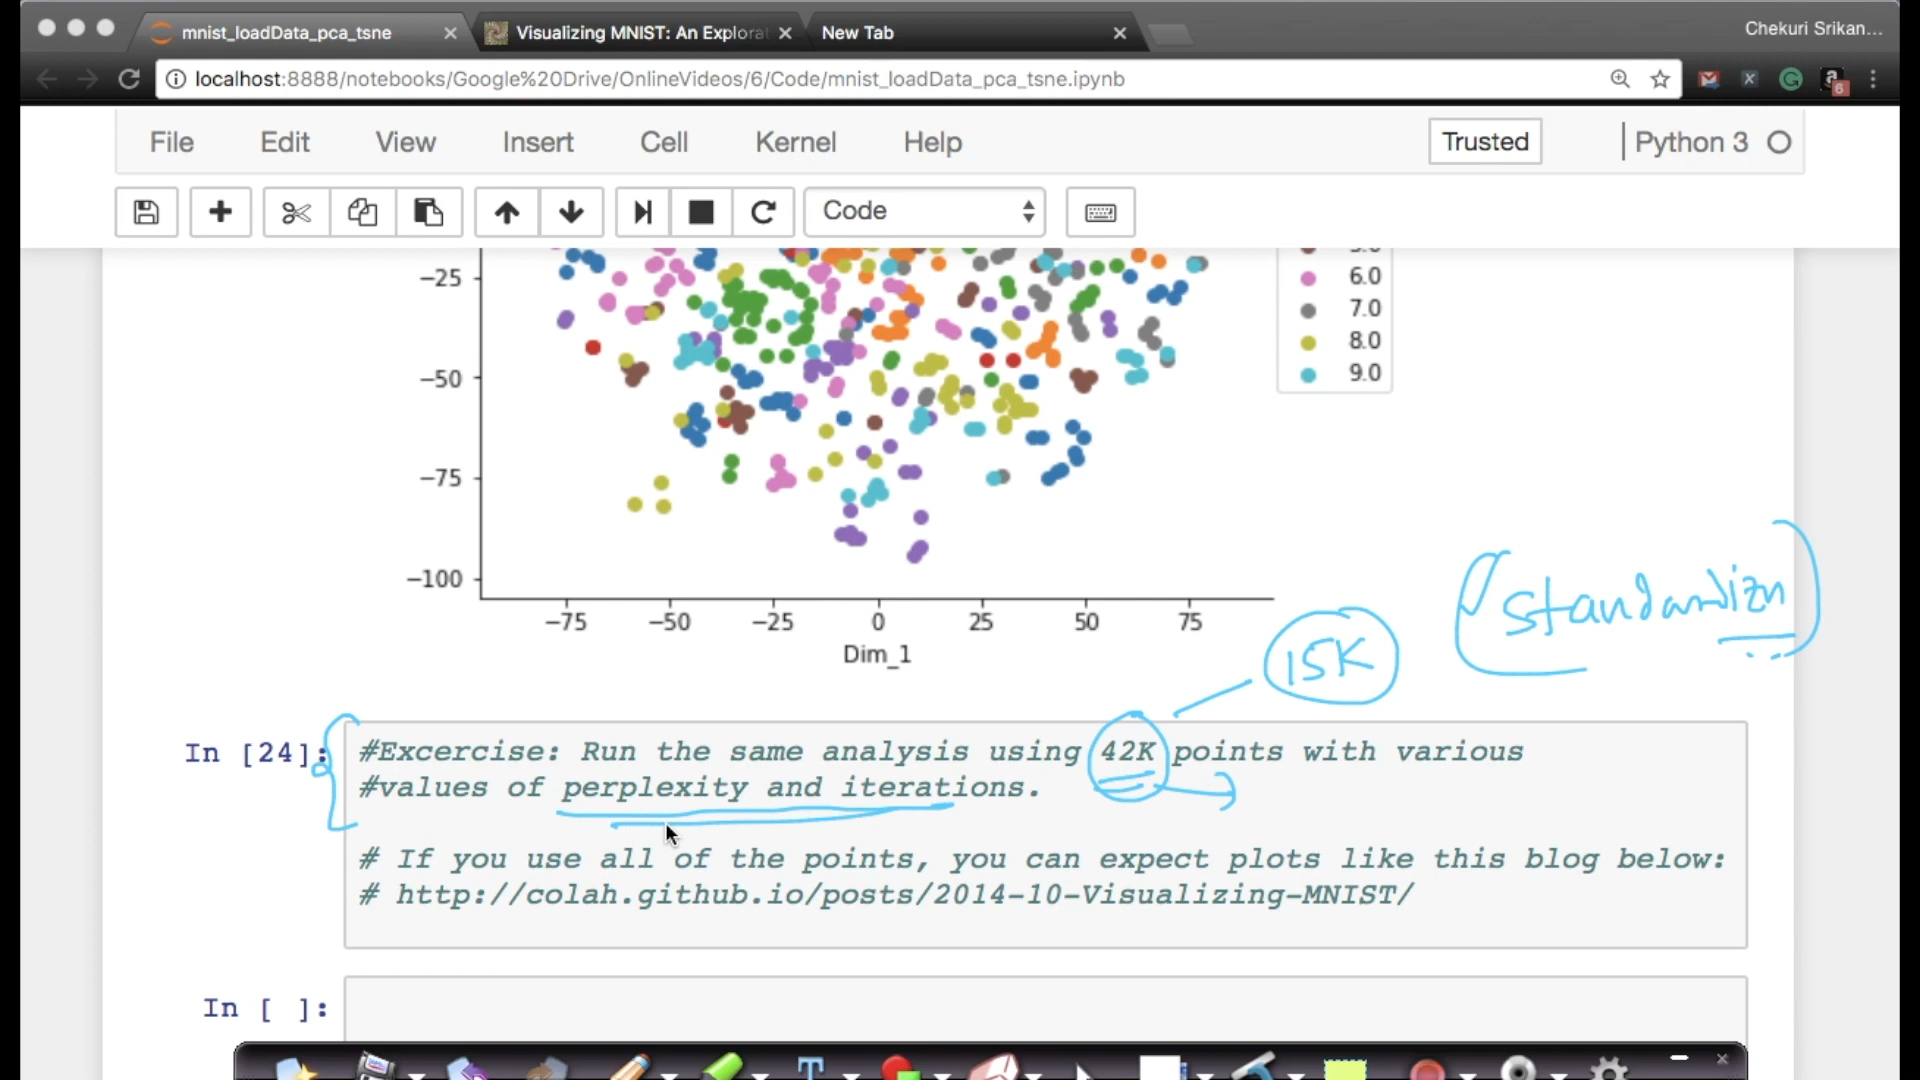 mnist_loadData_pca_tsne
Visualizing MNIST: An Explorat
New Tab
Chekuri Srikan...
localhost:8888/notebooks/Google%20Drive/OnlineVideos/6/Code/mnist_loadData_pca_tsne.ipynb
6
File Edit View Insert Cell Kernel Help
Trusted
Python 3
Code
6.0
7.0
8.0
9.0
−25
−50
−75
−100
−75 −50 −25 0 25 50 75
Dim_1
15K
Standardizn
In [24]:
#Excercise: Run the same analysis using 42K points with various
#values of perplexity and iterations.
# If you use all of the points, you can expect plots like this blog below:
# http://colah.github.io/posts/2014-10-Visualizing-MNIST/
In [ ]: